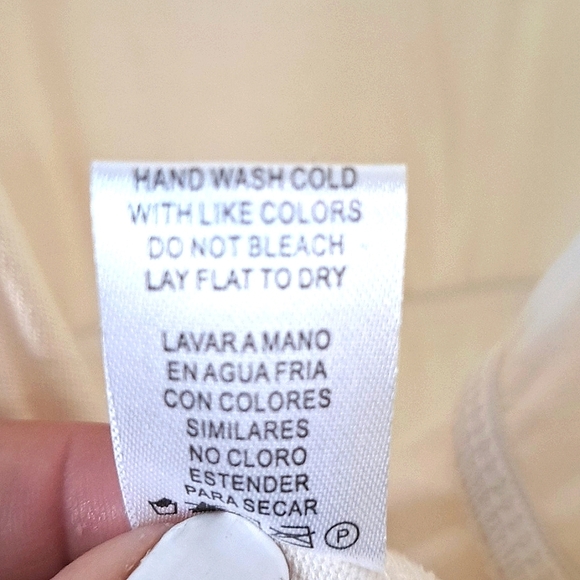 HAND WASH COLD
WITH LIKE COLORS
DO NOT BLEACH
LAY FLAT TO DRY
LAVAR A MANO
EN AGUA FRIA
CON COLORES
SIMILARES
NO CLORO
ESTENDER
PARA SECAR
P